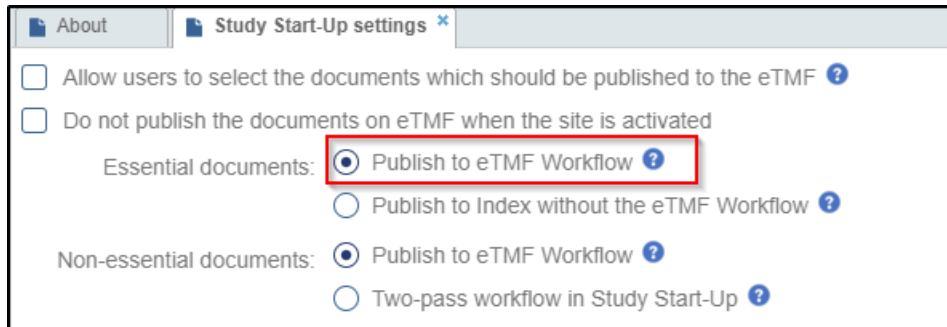 About
Study Start-Up settings ×
Allow users to select the documents which should be published to the eTMF ?
Do not publish the documents on eTMF when the site is activated
Essential documents: Publish to eTMF Workflow ?
Publish to Index without the eTMF Workflow ?
Non-essential documents: Publish to eTMF Workflow ?
Two-pass workflow in Study Start-Up ?